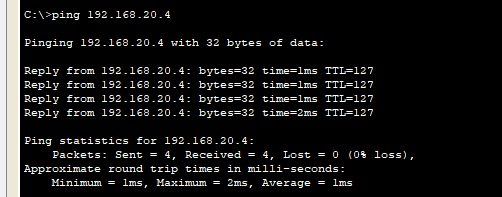 C:\>ping 192.168.20.4
Pinging 192.168.20.4 with 32 bytes of data:
Reply from 192.168.20.4: bytes=32 time=1ms TTL=127
Reply from 192.168.20.4: bytes=32 time=1ms TTL=127
Reply from 192.168.20.4: bytes=32 time=1ms TTL=127
Reply from 192.168.20.4: bytes=32 time=2ms TTL=127
Ping statistics for 192.168.20.4:
    Packets: Sent = 4, Received = 4, Lost = 0 (0% loss),
Approximate round trip times in milli-seconds:
    Minimum = 1ms, Maximum = 2ms, Average = 1ms